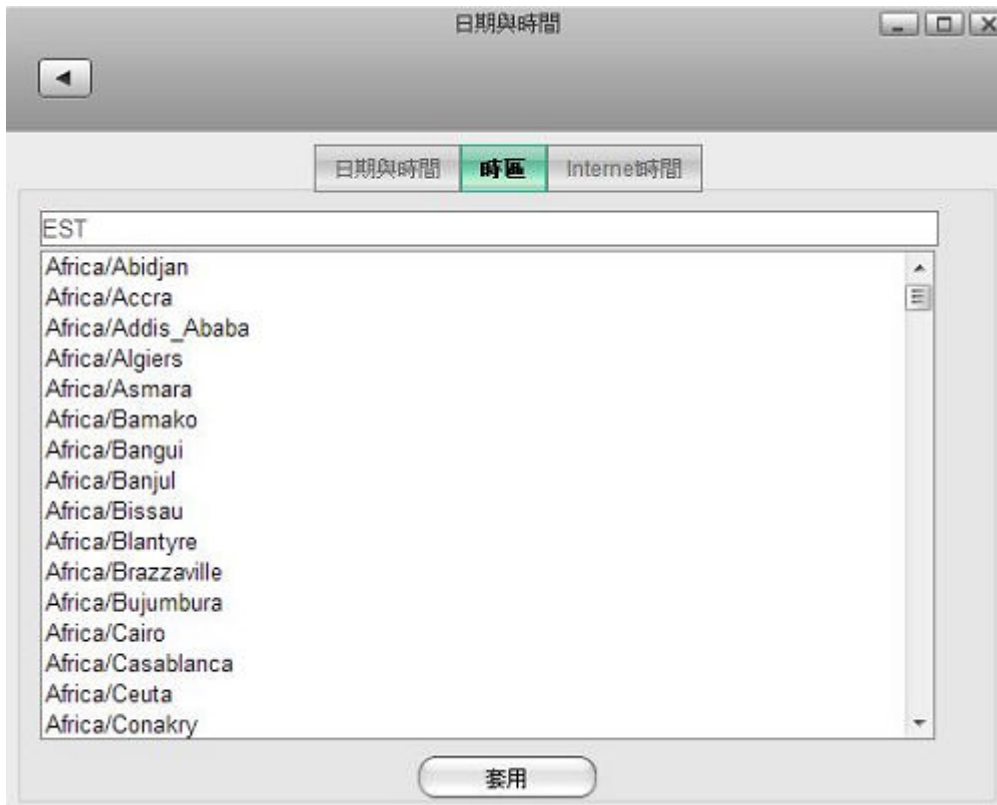 日期與時間
日期與時間 時區 Internet時間
EST
Africa/Abidjan
Africa/Accra
Africa/Addis_Ababa
Africa/Algiers
Africa/Asmara
Africa/Bamako
Africa/Bangui
Africa/Banjul
Africa/Bissau
Africa/Blantyre
Africa/Brazzaville
Africa/Bujumbura
Africa/Cairo
Africa/Casablanca
Africa/Ceuta
Africa/Conakry
套用